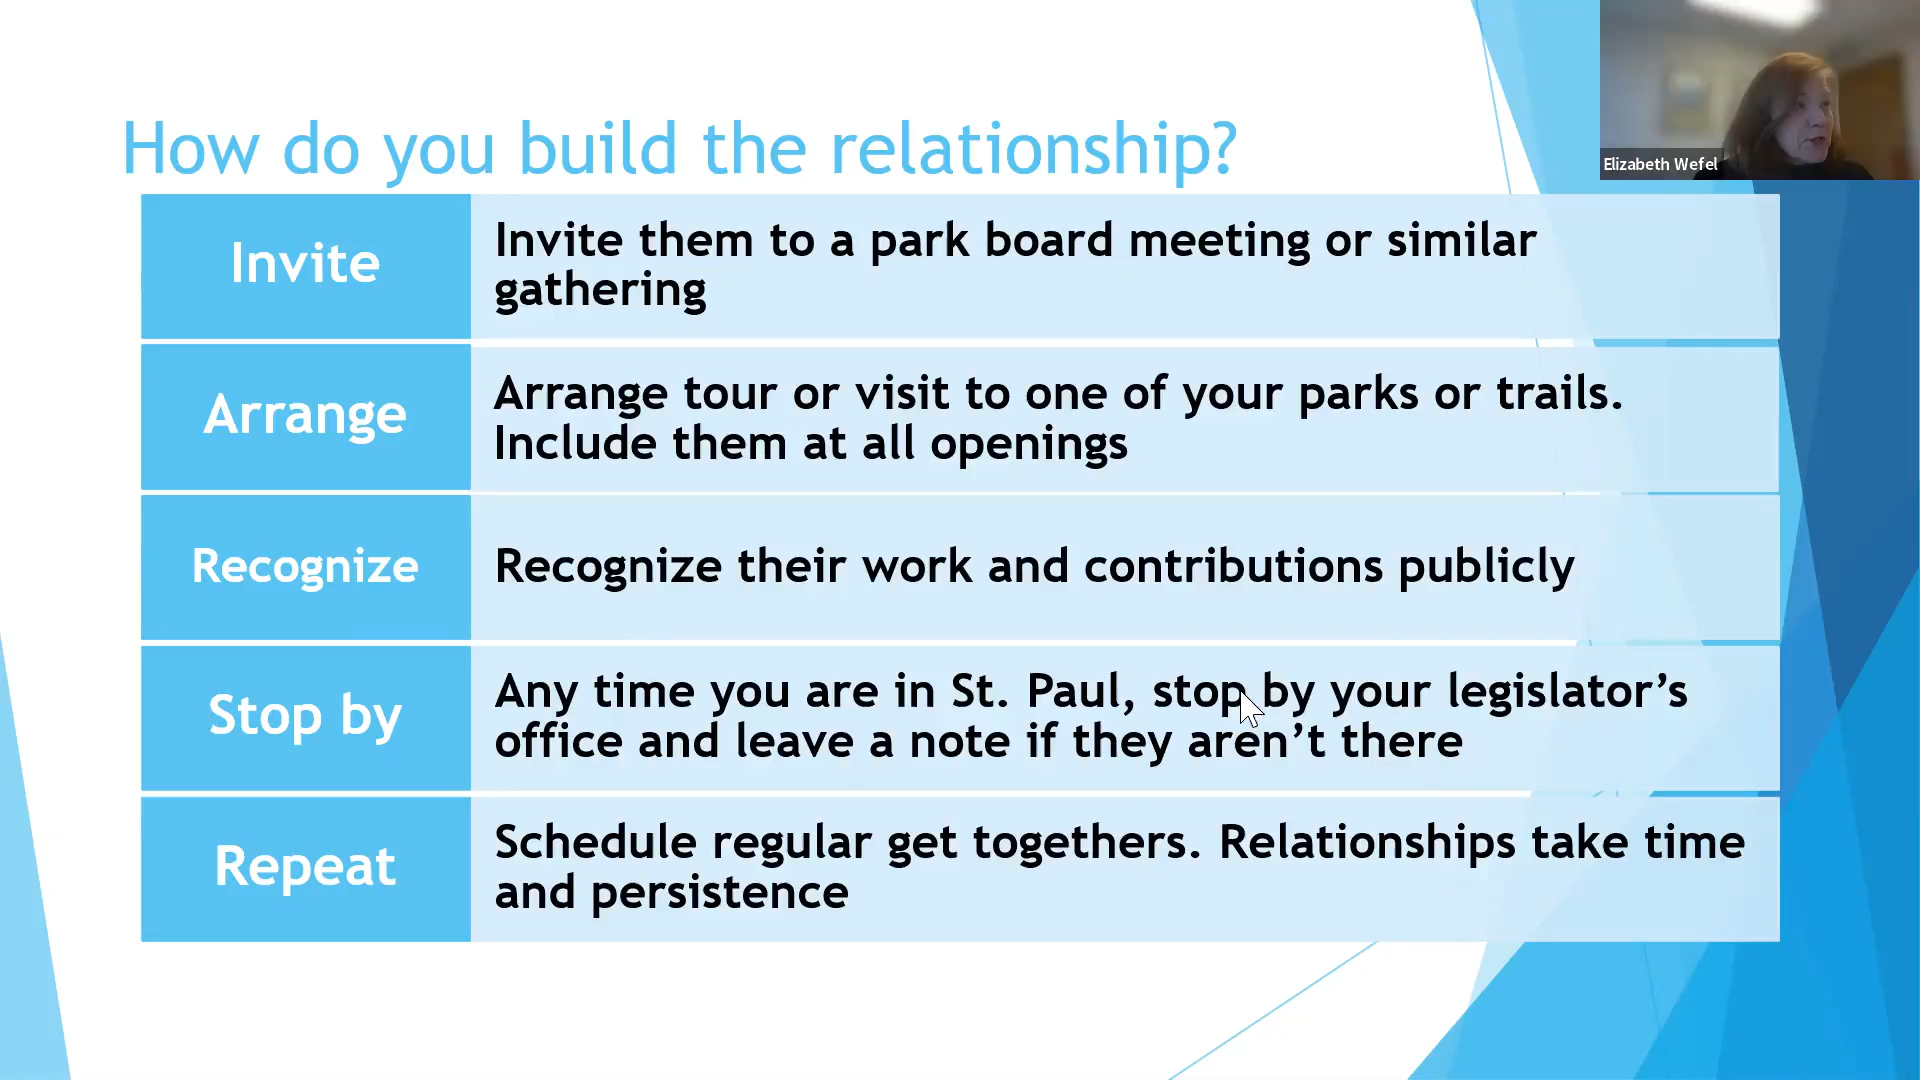 Elizabeth Wefel
How do you build the relationship?
Invite
Invite them to a park board meeting or similar
gathering
Arrange
Arrange tour or visit to one of your parks or trails.
Include them at all openings
Recognize
Recognize their work and contributions publicly
Stop by
Any time you are in St. Paul, stop by your legislator’s
office and leave a note if they aren’t there
Repeat
Schedule regular get togethers. Relationships take time
and persistence